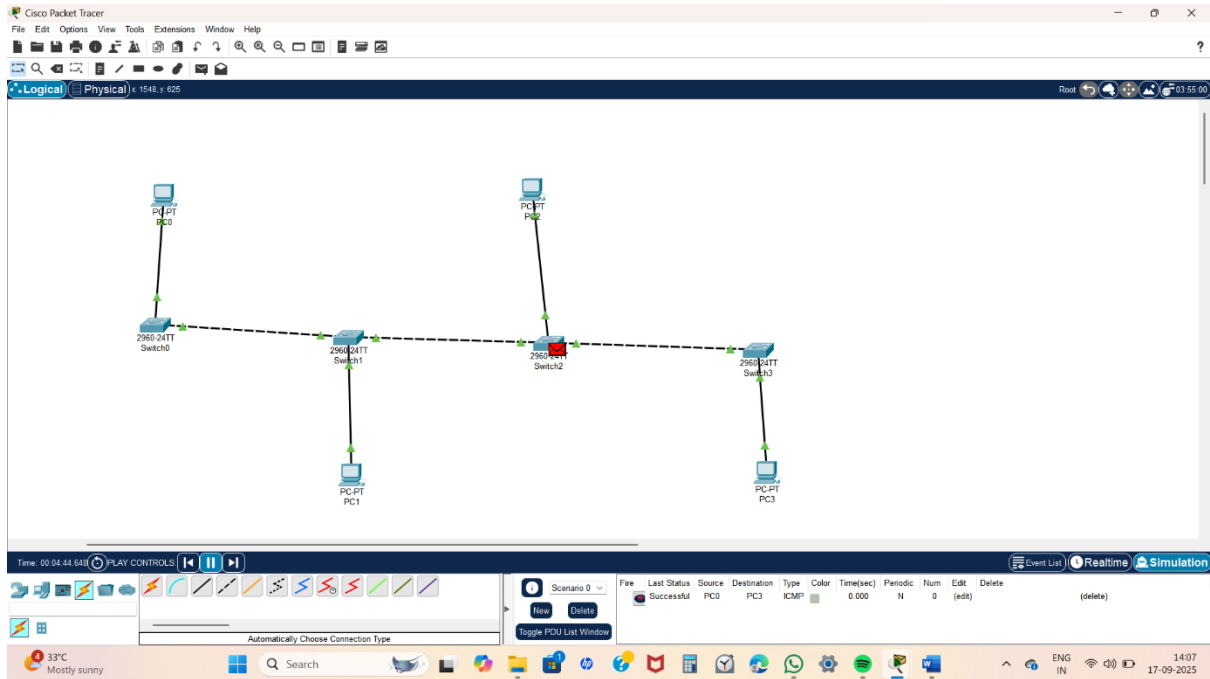 Cisco Packet Tracer
File Edit Options View Tools Extensions Window Help
?
Logical Physical x: 1548, y: 625 Root 03:55:00
PC-PT
PC0
PC-PT
PC2
2960-24TT
Switch0
2960-24TT
Switch1
2960-24TT
Switch2
2960-24TT
Switch3
PC-PT
PC1
PC-PT
PC3
Time: 00:04:44.648 PLAY CONTROLS: Event List Realtime Simulation
Scenario 0
New Delete
Toggle PDU List Window
Fire Last Status Source Destination Type Color Time(sec) Periodic Num Edit Delete
Successful PC0 PC3 ICMP 0.000 N 0 (edit) (delete)
Automatically Choose Connection Type
4
33°C
Mostly sunny
Search
ENG
IN
14:07
17-09-2025